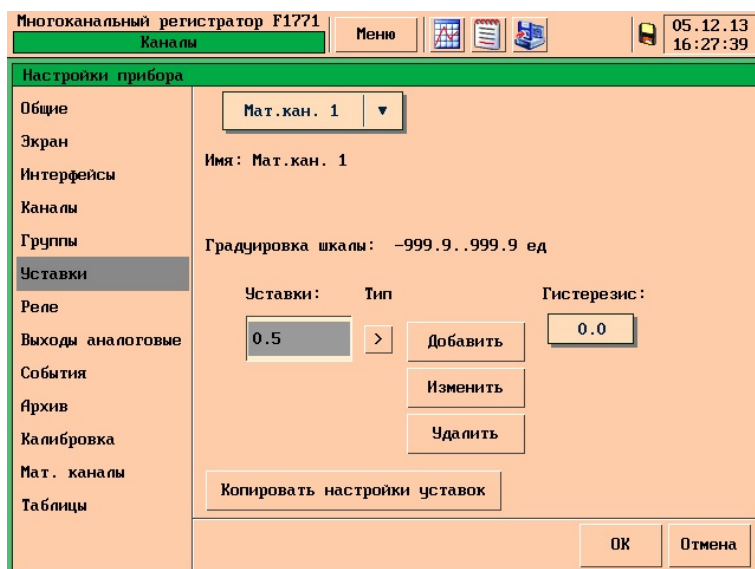 Многоканальный регистратор F1771
Каналы
Меню
05.12.13
16:27:39
Настройки прибора
Общие
Экран
Интерфейсы
Каналы
Группы
Уставки
Реле
Выходы аналоговые
События
Архив
Калибровка
Мат. каналы
Таблицы
Мат.кан. 1
Имя: Мат.кан. 1
Градуировка шкалы: -999.9..999.9 ед
Уставки: Тип Гистерезис:
0.5 > Добавить 0.0
Изменить
Удалить
Копировать настройки уставок
ОК Отмена